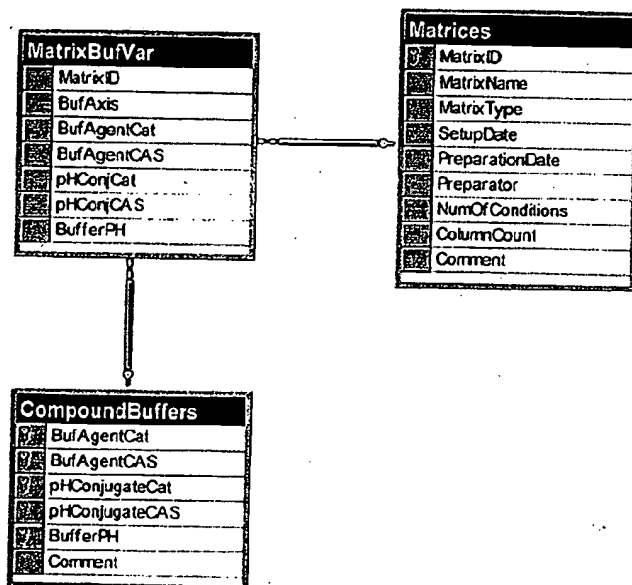 MatrixBufVar
MatrixID
BufAxis
BufAgentCat
BufAgentCAS
pHConjCat
pHConjCAS
BufferPH
Matrices
MatrixID
MatrixName
MatrixType
SetupDate
PreparationDate
Preparator
NumOfConditions
ColumnCount
Comment
CompoundBuffers
BufAgentCat
BufAgentCAS
pHConjugateCat
pHConjugateCAS
BufferPH
Comment